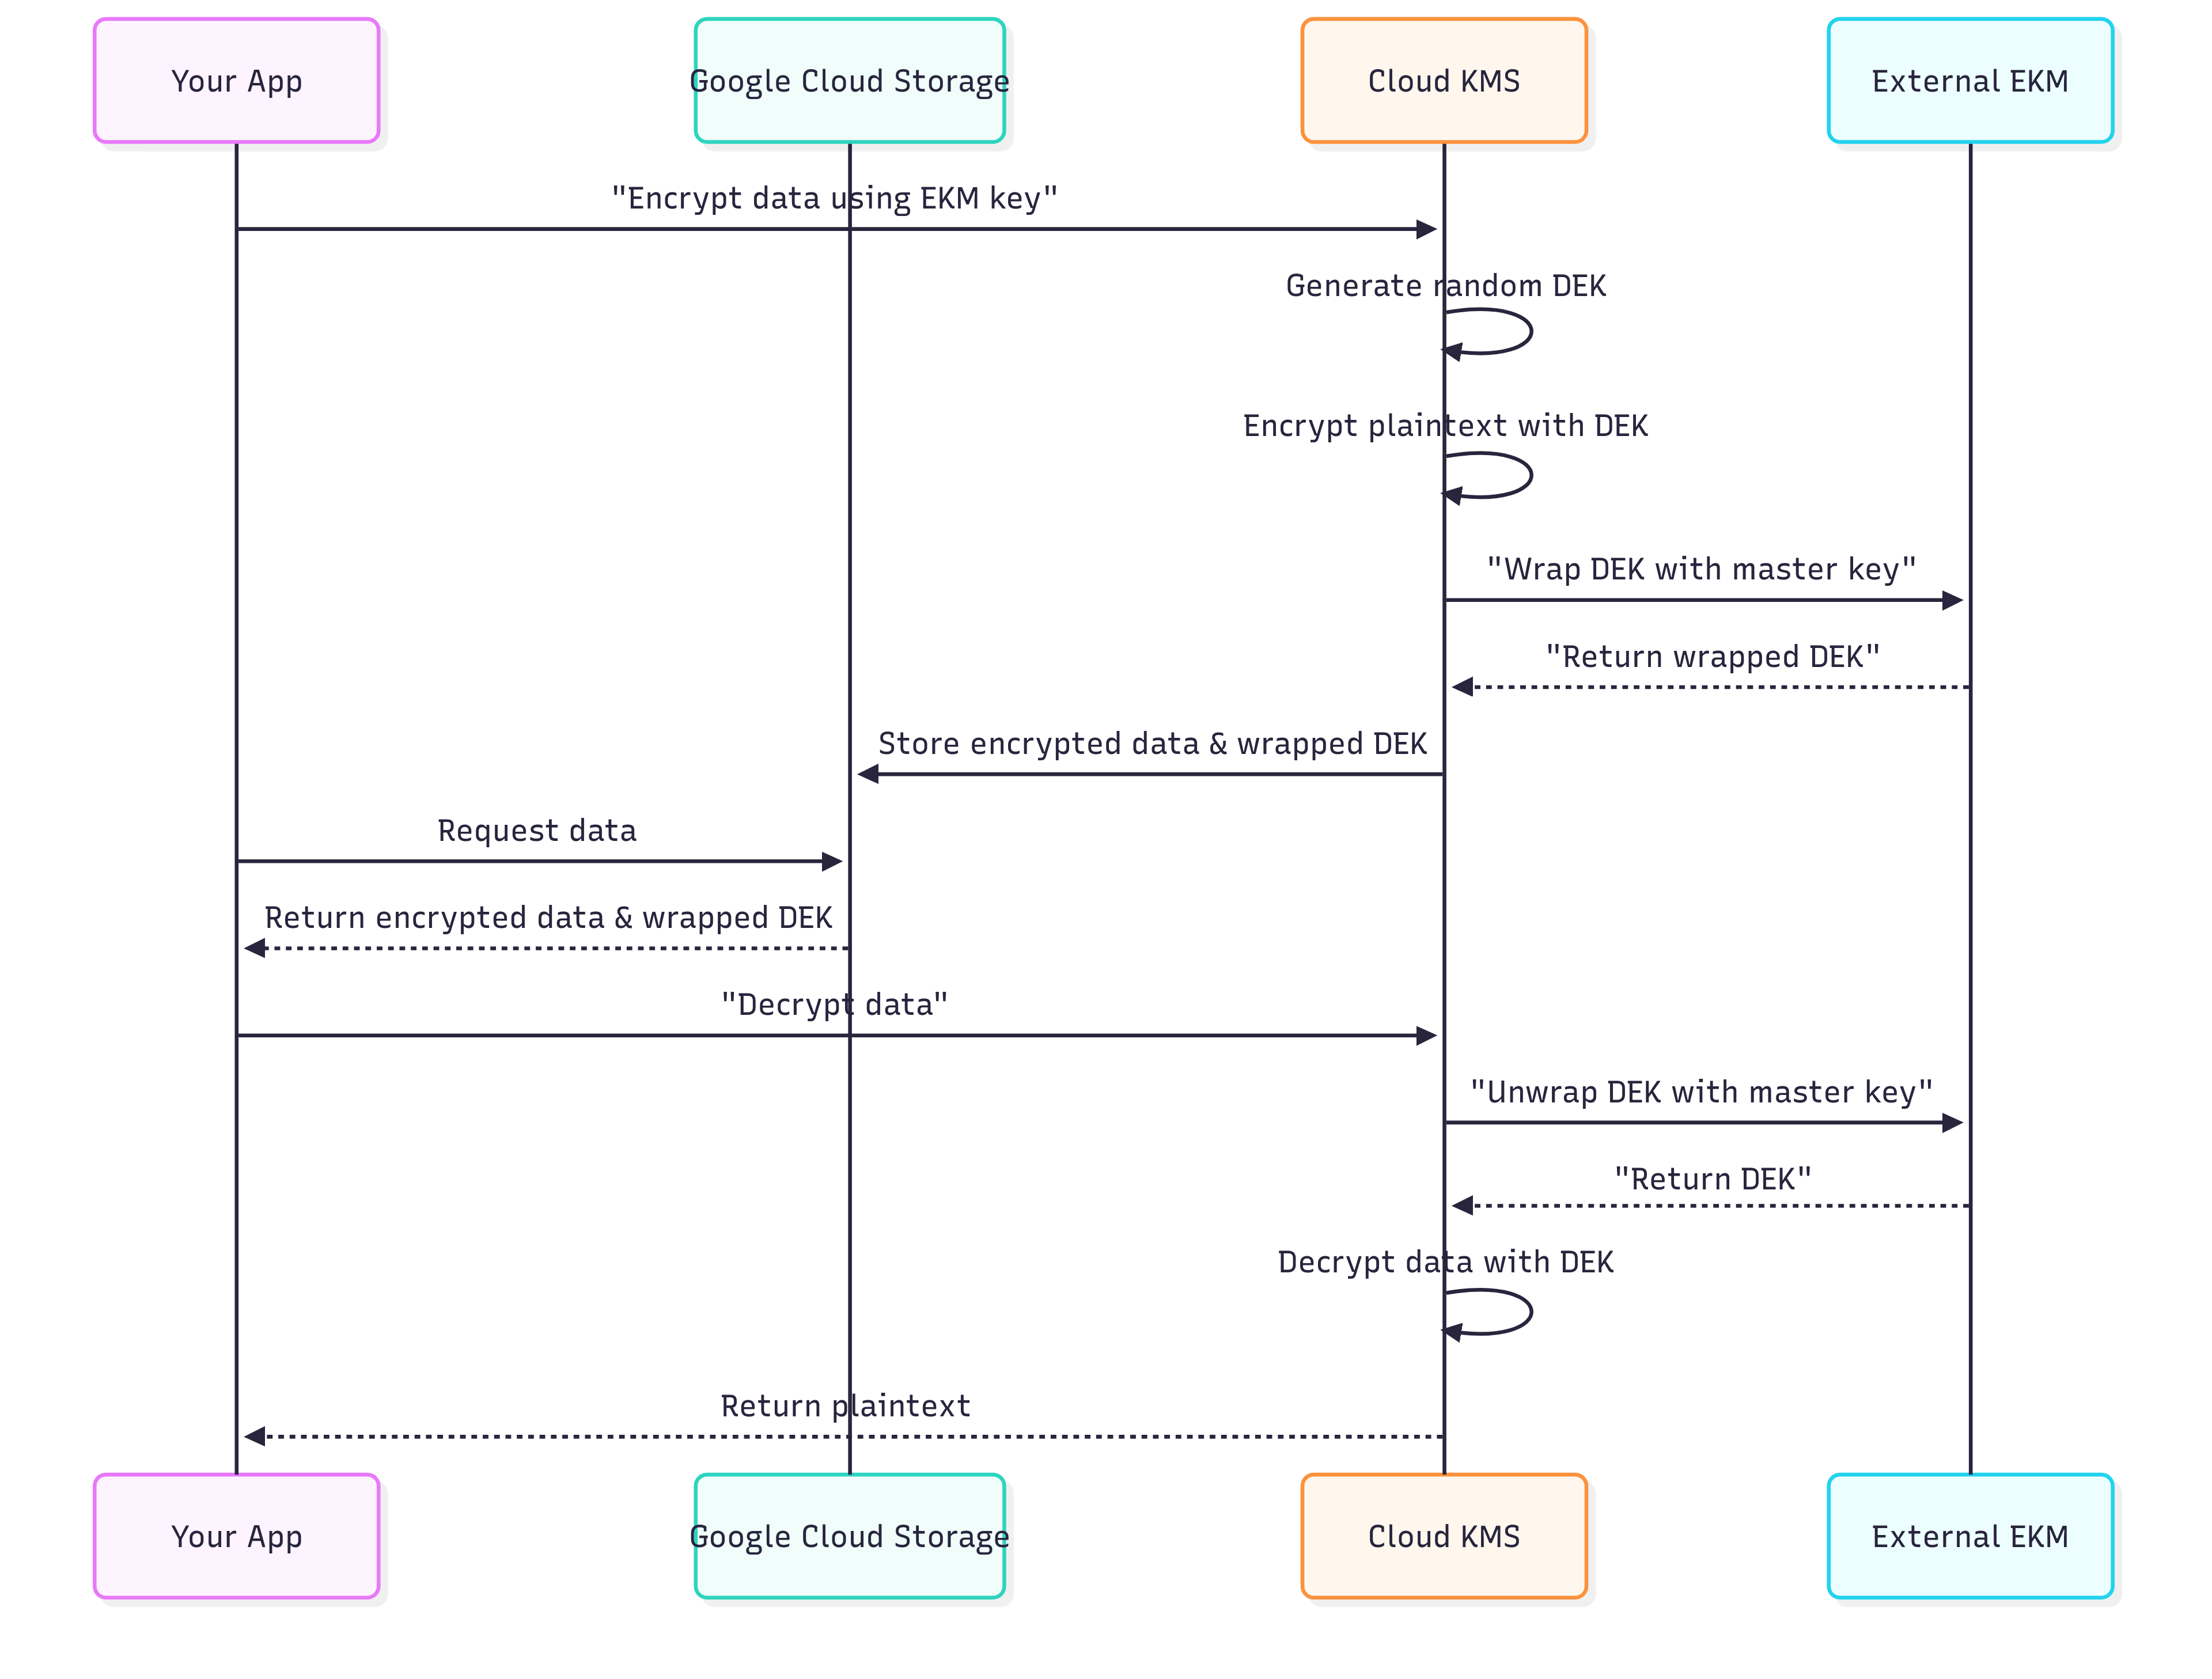 Your App
Google Cloud Storage
Cloud KMS
External EKM
"Encrypt data using EKM key"
Generate random DEK
Encrypt plaintext with DEK
"Wrap DEK with master key"
"Return wrapped DEK"
Store encrypted data & wrapped DEK
Request data
Return encrypted data & wrapped DEK
"Decrypt data"
"Unwrap DEK with master key"
"Return DEK"
Decrypt data with DEK
Return plaintext
Your App
Google Cloud Storage
Cloud KMS
External EKM